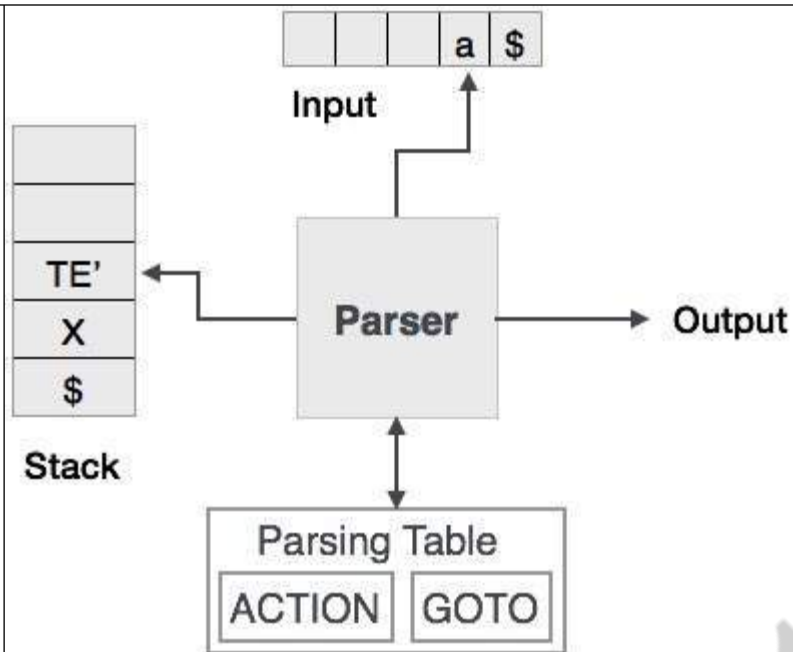 a $
Input
TE’
X
$
Stack
Parser
Output
Parsing Table
ACTION GOTO